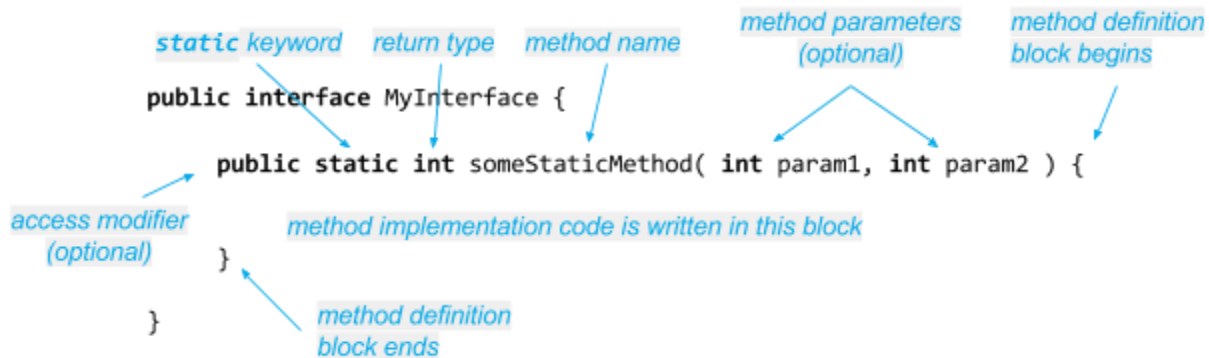 static keyword
return type
method name
method parameters
(optional)
method definition
block begins
public interface MyInterface {
public static int someStaticMethod( int param1, int param2 ) {
access modifier
(optional)
method implementation code is written in this block
}
method definition
block ends
}